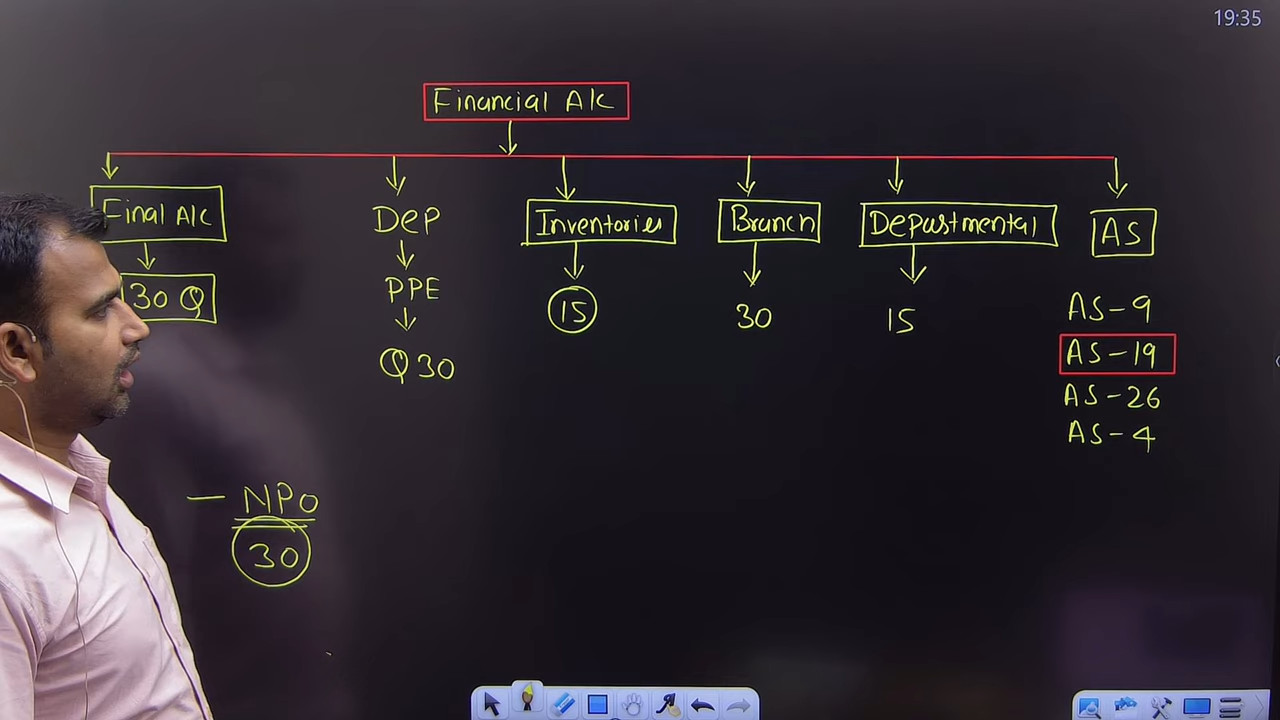 19:35
Financial A/c
Final A/c
Dep
Inventories
Branch
Departmental
AS
30 Q
PPE
15
30
15
AS-9
Q 30
AS-19
AS-26
AS-4
— NPO
30